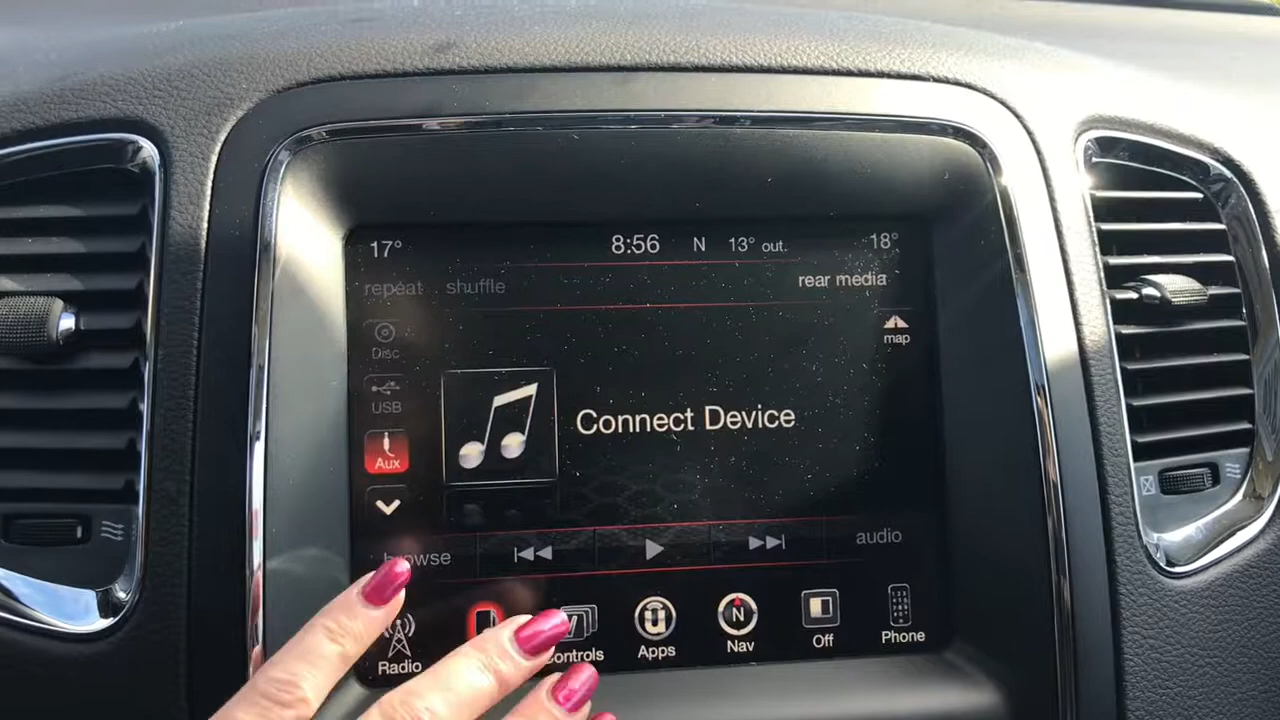 17°
8:56 N 13° out.
18°
repeat shuffle
rear media
Disc
map
USB
Connect Device
Aux
browse
audio
Radio
Controls
Apps
Nav
Off
Phone